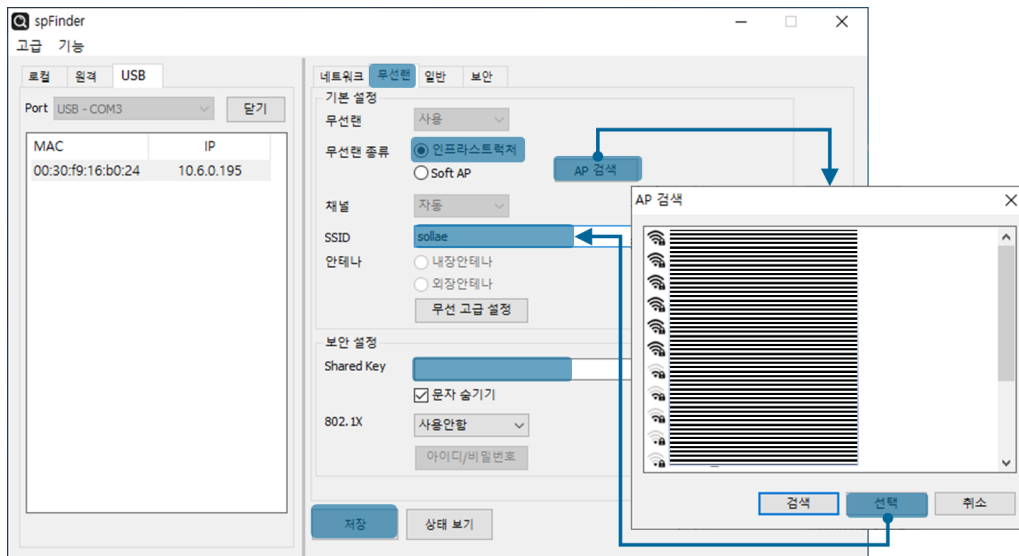 spFinder
고급 기능
로컬 원격 USB
Port USB - COM3 닫기
MAC IP
00:30:f9:16:b0:24 10.6.0.195
네트워크 무선랜 일반 보안
기본 설정
무선랜 사용
무선랜 종류 인프라스트럭처
Soft AP
AP 검색
채널 자동
SSID sollae
안테나 내장안테나
외장안테나
무선 고급 설정
보안 설정
Shared Key
문자 숨기기
802.1X 사용안함
아이디/비밀번호
저장 상태 보기
AP 검색
검색 선택 취소